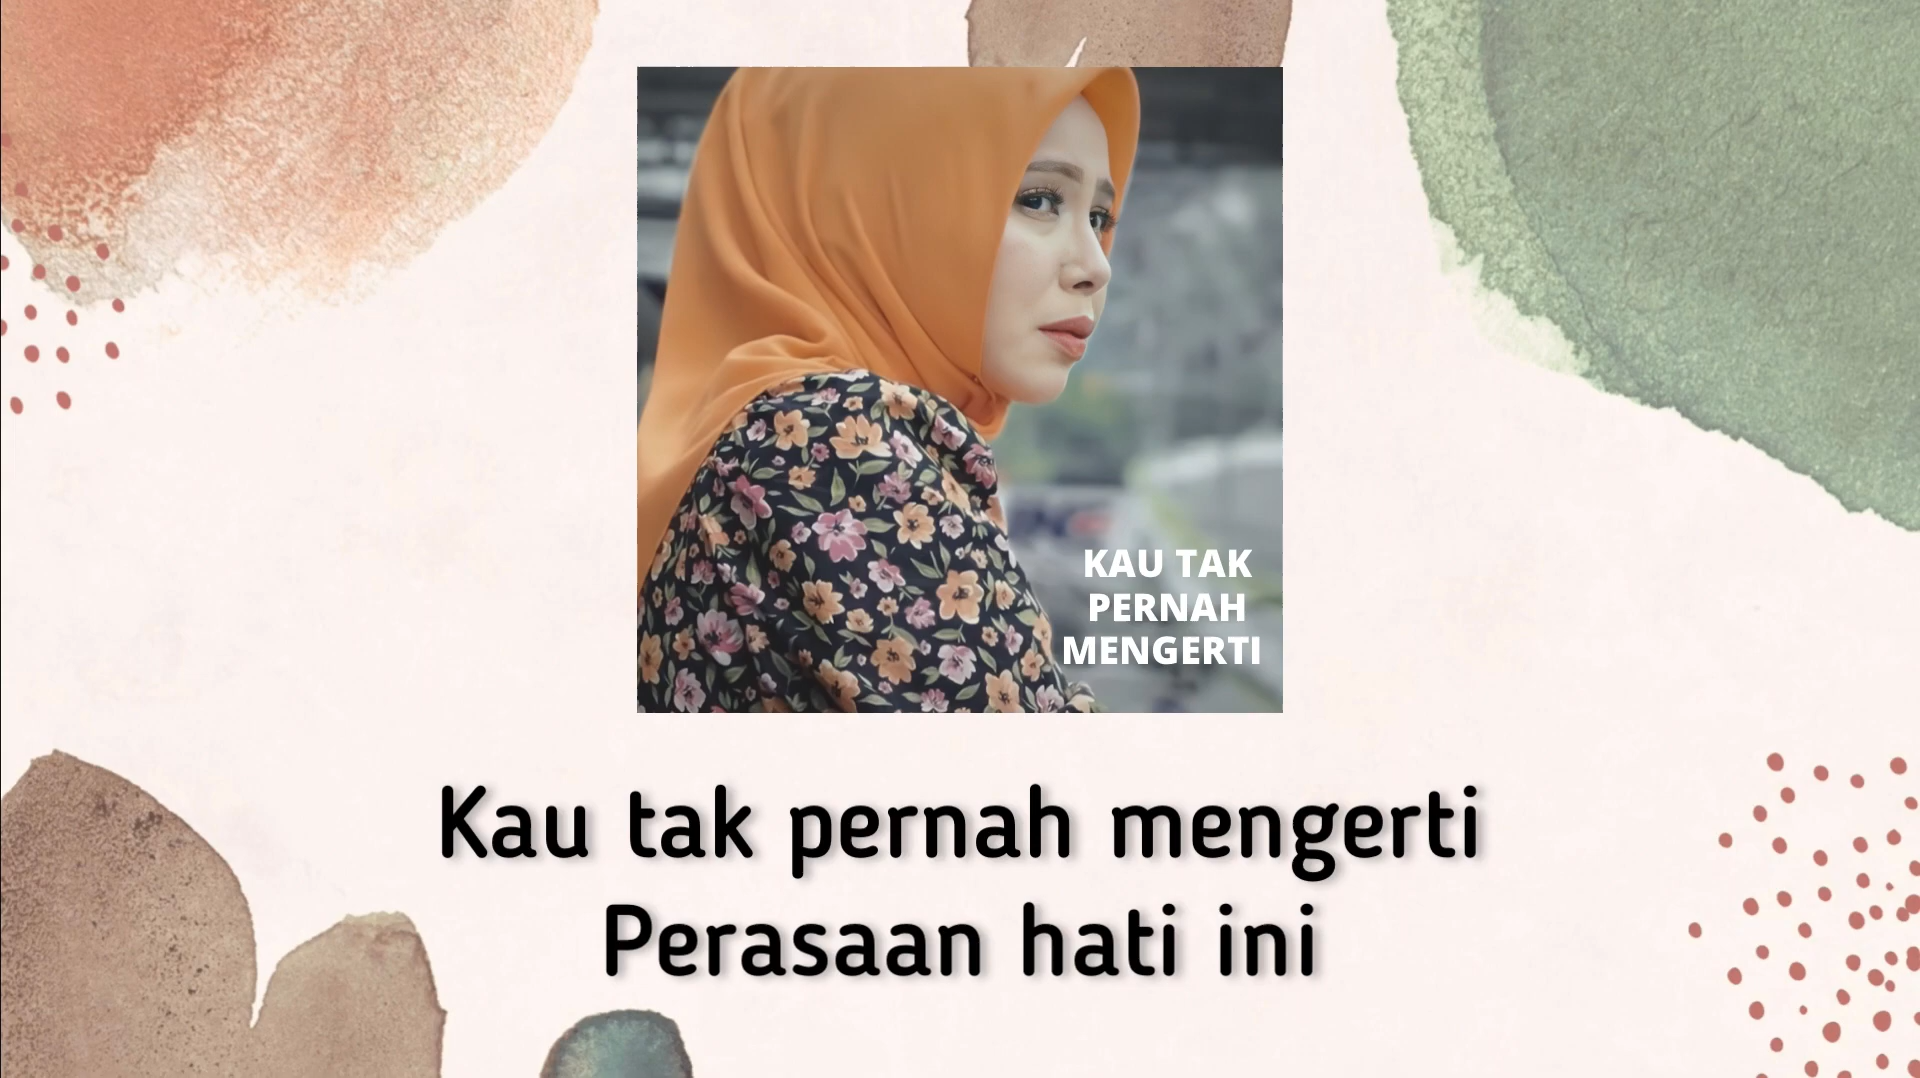 KAU TAK
PERNAH
MENGERTI
Kau tak pernah mengerti
Perasaan hati ini